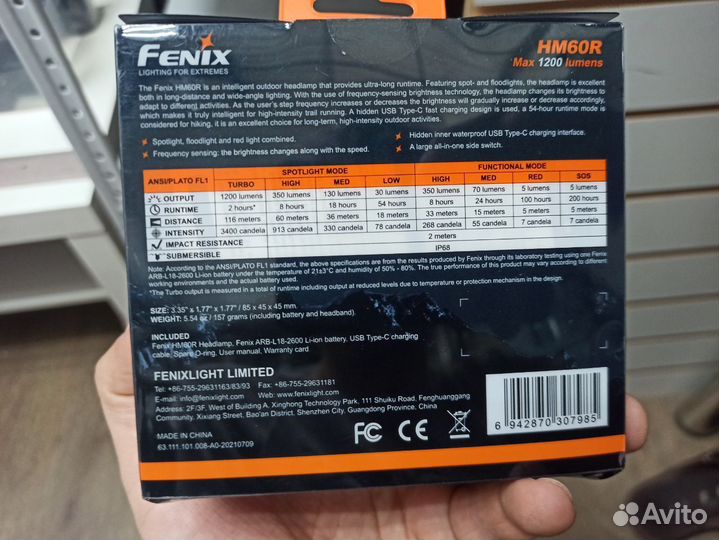 FENIX
LIGHTING FOR EXTREMES
HM60R
Max 1200 lumens
The Fenix HM60R is an intelligent outdoor headlamp that provides ultra-long runtime. Featuring spot- and floodlights, the headlamp is excellent
both in long-distance and wide-angle lighting. With the use of frequency-sensing brightness technology, the headlamp changes its brightness to
adapt to different activities. As the user's step frequency increases or decreases the brightness will gradually increase or decrease accordingly,
which makes it truly intelligent for high-intensity trail running. A hidden USB Type-C fast charging design is used, a 54-hour runtime mode is
considered for hiking, it is an excellent choice for long-term, high-intensity outdoor activities.
Spotlight, floodlight and red light combined.
Frequency sensing: the brightness changes along with the speed.
Hidden inner waterproof USB Type-C charging interface.
A large all-in-one side switch.
ANSI/PLATO FL1 SPOTLIGHT MODE FUNCTIONAL MODE
TURBO HIGH MED LOW HIGH MED RED SOS
OUTPUT 1200 lumens 350 lumens 130 lumens 30 lumens 350 lumens 70 lumens 5 lumens 5 lumens
RUNTIME 2 hours* 8 hours 18 hours 54 hours 8 hours 24 hours 100 hours 200 hours
DISTANCE 116 meters 60 meters 36 meters 18 meters 33 meters 15 meters 5 meters 5 meters
INTENSITY 3400 candela 913 candela 330 candela 78 candela 268 candela 55 candela 7 candela 7 candela
IMPACT RESISTANCE 2 meters
SUBMERSIBLE IP68
Note: According to the ANSI/PLATO FL1 standard, the above specifications are from the results produced by Fenix through its laboratory testing using one Fenix
ARB-L18-2600 Li-ion battery under the temperature of 21±3°C and humidity of 50% - 80%. The true performance of this product may vary according to different
working environments and the actual battery used.
*The Turbo output is measured in a total of runtime including output at reduced levels due to temperature or protection mechanism in the design.
SIZE: 3.35" x 1.77" x 1.77" / 85 x 45 x 45 mm.
WEIGHT: 5.54 oz / 157 grams (including battery and headband).
INCLUDED
Fenix HM60R Headlamp, Fenix ARB-L18-2600 Li-ion battery, USB Type-C charging
cable, Spare O-ring, User manual, Warranty card
FENIXLIGHT LIMITED
Tel: +86-755-29631163/83/93 Fax: +86-755-29631181
E-mail: info@fenixlight.com Web: www.fenixlight.com
Address: 2F/3F, West of Building A, Xinghong Technology Park, 111 Shuiku Road, Fenghuanggang
Community, Xixiang Street, Bao'an District, Shenzhen City, Guangdong Province, China
MADE IN CHINA
63.111.101.008-A0-20210709
FC CE
6 942870 307985
Avito